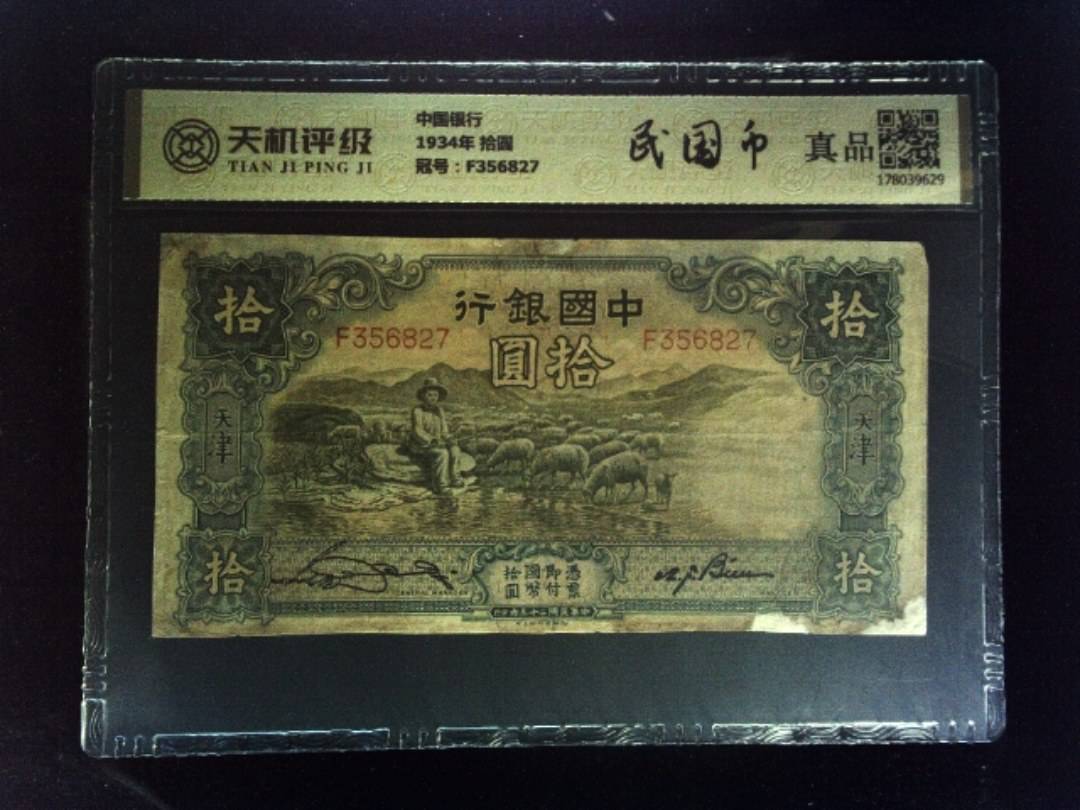 天机评级
TIAN JI PING JI
中国银行
1934年 拾圆
冠号：F356827
民国币
真品
178039629
拾
行銀國中
拾
F356827
F356827
圓拾
天津
天津
拾
拾國即憑
圓幣付票
拾